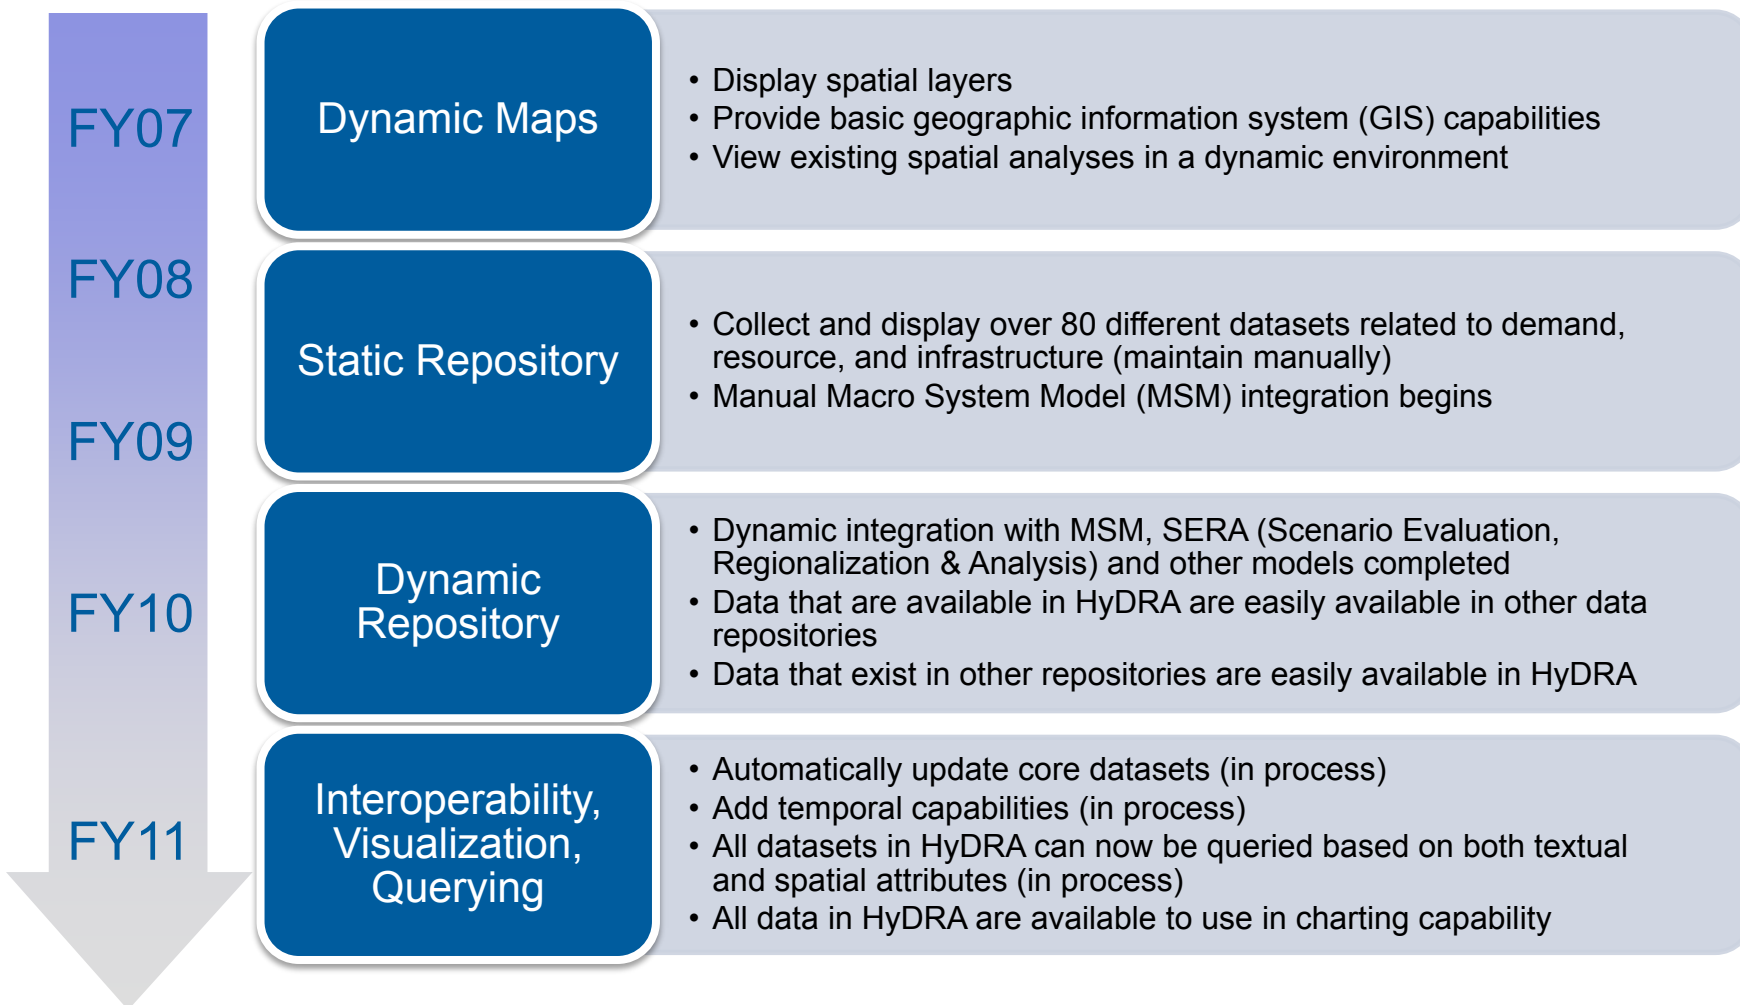 FY07
Dynamic Maps
• Display spatial layers
• Provide basic geographic information system (GIS) capabilities
• View existing spatial analyses in a dynamic environment
FY08
Static Repository
• Collect and display over 80 different datasets related to demand,
resource, and infrastructure (maintain manually)
• Manual Macro System Model (MSM) integration begins
FY09
Dynamic
Repository
• Dynamic integration with MSM, SERA (Scenario Evaluation,
Regionalization & Analysis) and other models completed
• Data that are available in HyDRA are easily available in other data
repositories
• Data that exist in other repositories are easily available in HyDRA
FY10
Interoperability,
Visualization,
Querying
• Automatically update core datasets (in process)
• Add temporal capabilities (in process)
• All datasets in HyDRA can now be queried based on both textual
and spatial attributes (in process)
• All data in HyDRA are available to use in charting capability
FY11